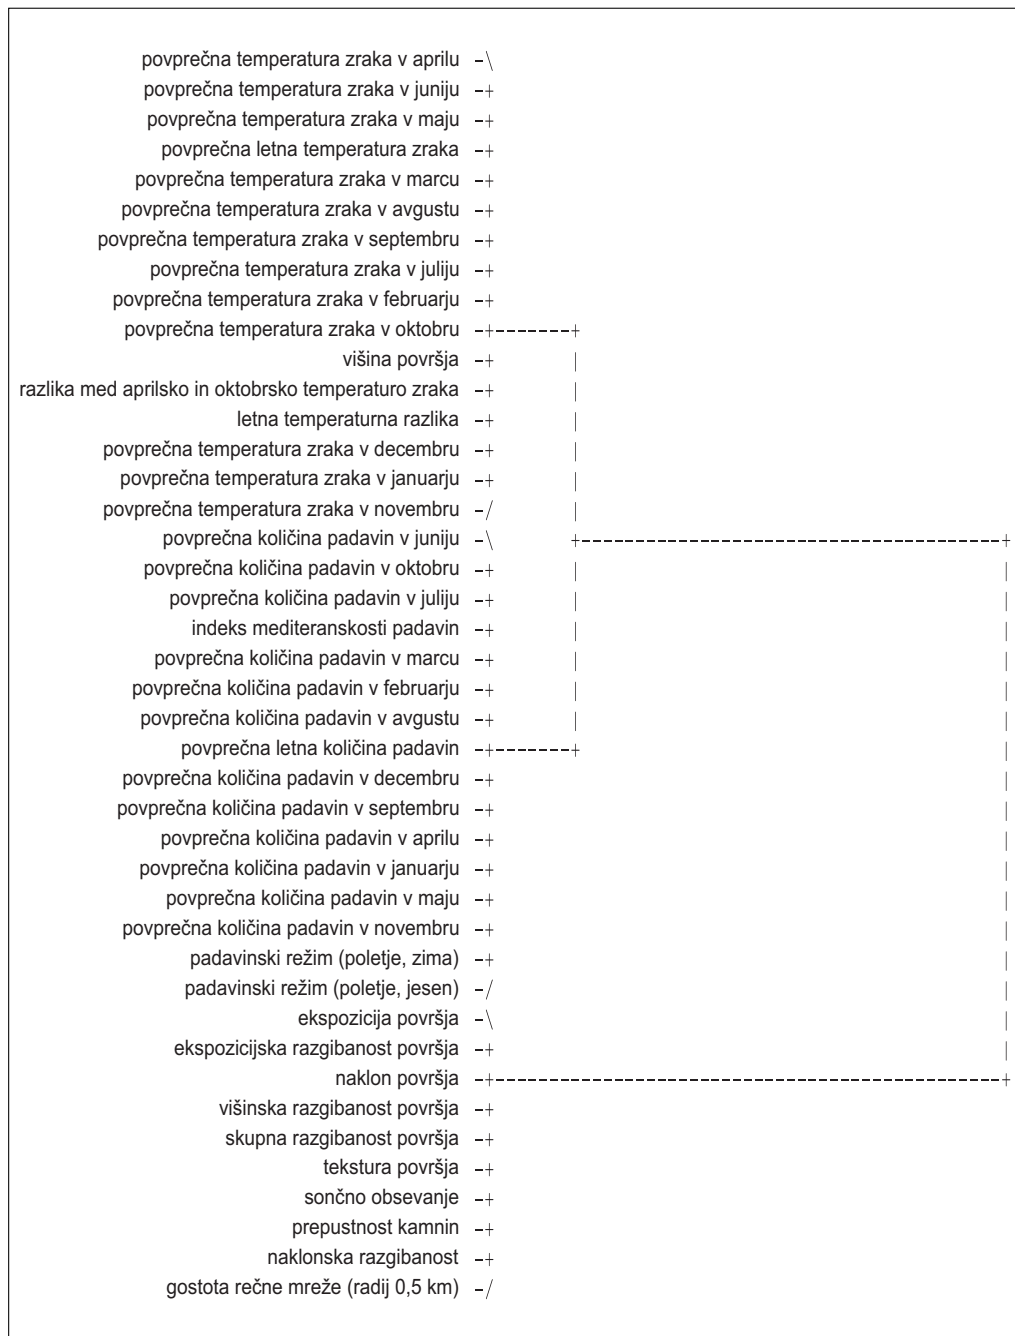 povprečna temperatura zraka v aprilu
povprečna temperatura zraka v juniju
povprečna temperatura zraka v maju
povprečna letna temperatura zraka
povprečna temperatura zraka v marcu
povprečna temperatura zraka v avgustu
povprečna temperatura zraka v septembru
povprečna temperatura zraka v juliju
povprečna temperatura zraka v februarju
povprečna temperatura zraka v oktobru
višina površja
razlika med aprilsko in oktobrsko temperaturo zraka
letna temperaturna razlika
povprečna temperatura zraka v decembru
povprečna temperatura zraka v januarju
povprečna temperatura zraka v novembru
povprečna količina padavin v juniju
povprečna količina padavin v oktobru
povprečna količina padavin v juliju
indeks mediteranskosti padavin
povprečna količina padavin v marcu
povprečna količina padavin v februarju
povprečna količina padavin v avgustu
povprečna letna količina padavin
povprečna količina padavin v decembru
povprečna količina padavin v septembru
povprečna količina padavin v aprilu
povprečna količina padavin v januarju
povprečna količina padavin v maju
povprečna količina padavin v novembru
padavinski režim (poletje, zima)
padavinski režim (poletje, jesen)
ekspozicija površja
ekspozicijska razgibanost površja
naklon površja
višinska razgibanost površja
skupna razgibanost površja
tekstura površja
sončno obsevanje
prepustnost kamnin
naklonska razgibanost
gostota rečne mreže (radij 0,5 km)